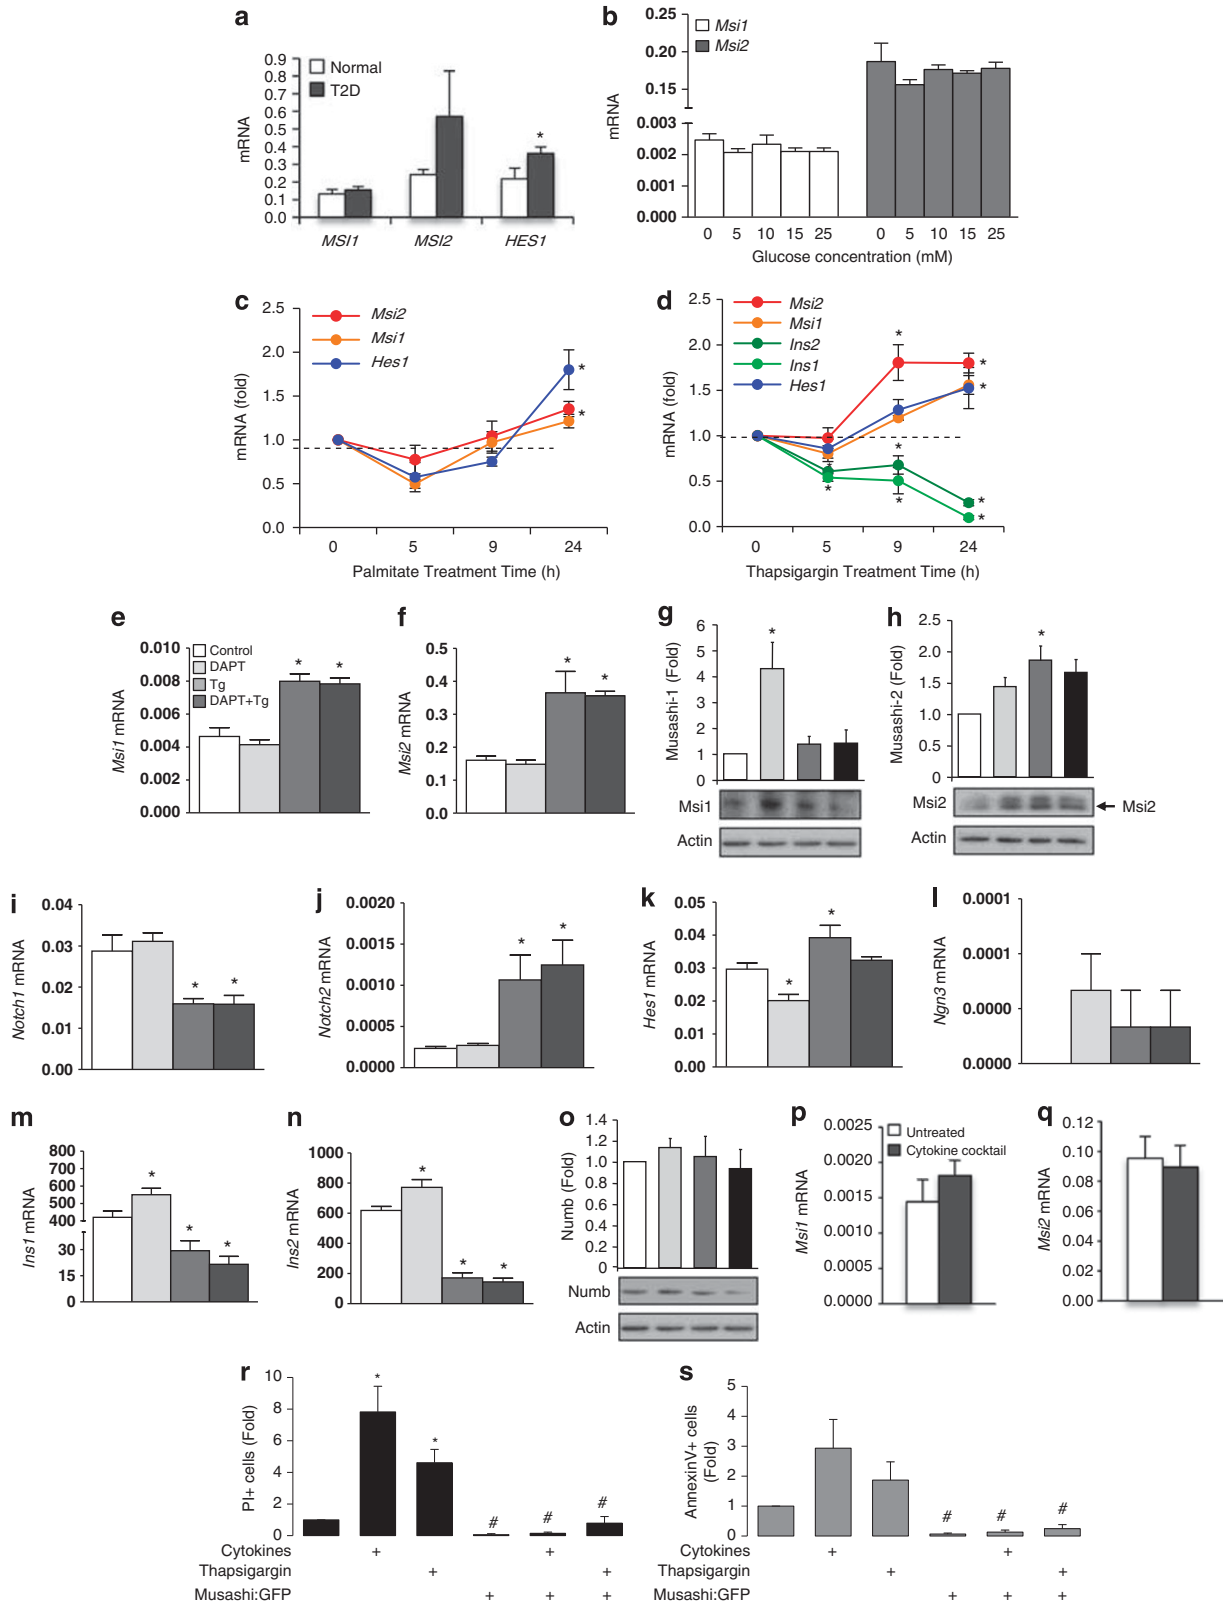 a
0.9
0.8
0.7
0.6
0.5
0.4
0.3
0.2
0.1
0.0
mRNA
Normal
T2D
*
MSI1 MSI2 HES1
b
0.25
0.20
0.15
0.003
0.002
0.001
0.000
mRNA
Msi1
Msi2
0 5 10 15 25 0 5 10 15 25
Glucose concentration (mM)
c
2.5
2.0
1.5
1.0
0.5
0.0
mRNA (fold)
Msi2
Msi1
Hes1
*
*
0 5 9 24
Palmitate Treatment Time (h)
d
2.5
2.0
1.5
1.0
0.5
0.0
mRNA (fold)
Msi2
Msi1
Ins2
Ins1
Hes1
*
*
*
*
*
*
*
*
*
0 5 9 24
Thapsigargin Treatment Time (h)
e
0.010
0.008
0.006
0.004
0.002
0.000
Msi1 mRNA
Control
DAPT
Tg
DAPT+Tg
* *
f
0.4
0.3
0.2
0.1
0.0
Msi2 mRNA
* *
g
6
5
4
2
1
0
Musashi-1 (Fold)
*
Msi1
Actin
h
2.5
2.0
1.5
1.0
0.5
0
Musashi-2 (Fold)
*
Msi2
Msi2
Actin
i
0.04
0.03
0.02
0.01
0.00
Notch1 mRNA
* *
j
0.0020
0.0015
0.0010
0.0005
0.0000
Notch2 mRNA
* *
k
0.05
0.04
0.03
0.02
0.01
0.00
Hes1 mRNA
* *
l
0.0001
0.0001
0.0000
0.0000
Ngn3 mRNA
m
800
700
600
500
400
30
15
0
Ins1 mRNA
* * *
n
1000
800
600
400
200
0
Ins2 mRNA
* * *
o
1.4
1.2
1.0
0.8
0.6
0.4
0.2
0
Numb (Fold)
Numb
Actin
p
0.0025
0.0020
0.0015
0.0010
0.0005
0.0000
Msi1 mRNA
Untreated
Cytokine cocktail
q
0.12
0.10
0.08
0.06
0.04
0.02
0.00
Msi2 mRNA
r
10
8
6
4
2
0
PI+ cells (Fold)
* * # # #
Cytokines + +
Thapsigargin + +
Musashi:GFP + + +
s
5
4
3
2
1
0
AnnexinV+ cells
(Fold)
# # #
Cytokines + +
Thapsigargin + +
Musashi:GFP + + +